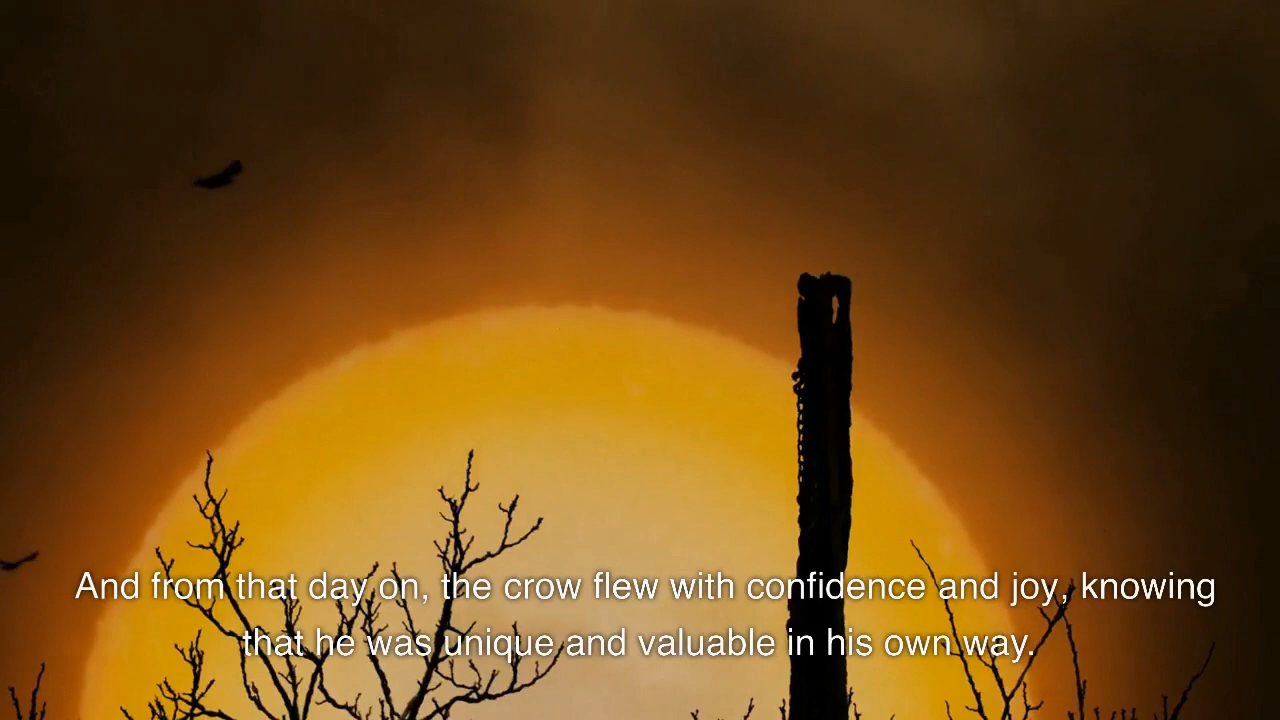 And from that day on, the crow flew with confidence and joy, knowing
that he was unique and valuable in his own way.